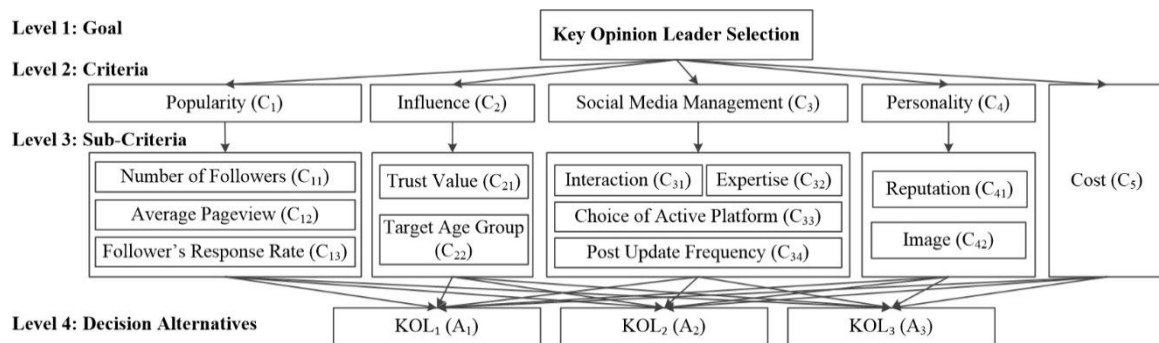 Level 1: Goal
Key Opinion Leader Selection
Level 2: Criteria
Popularity (C₁)
Influence (C₂)
Social Media Management (C₃)
Personality (C₄)
Level 3: Sub-Criteria
Number of Followers (C₁₁)
Average Pageview (C₁₂)
Follower's Response Rate (C₁₃)
Trust Value (C₂₁)
Target Age Group
(C₂₂)
Interaction (C₃₁)
Expertise (C₃₂)
Choice of Active Platform (C₃₃)
Post Update Frequency (C₃₄)
Reputation (C₄₁)
Image (C₄₂)
Cost (C₅)
Level 4: Decision Alternatives
KOL₁ (A₁)
KOL₂ (A₂)
KOL₃ (A₃)